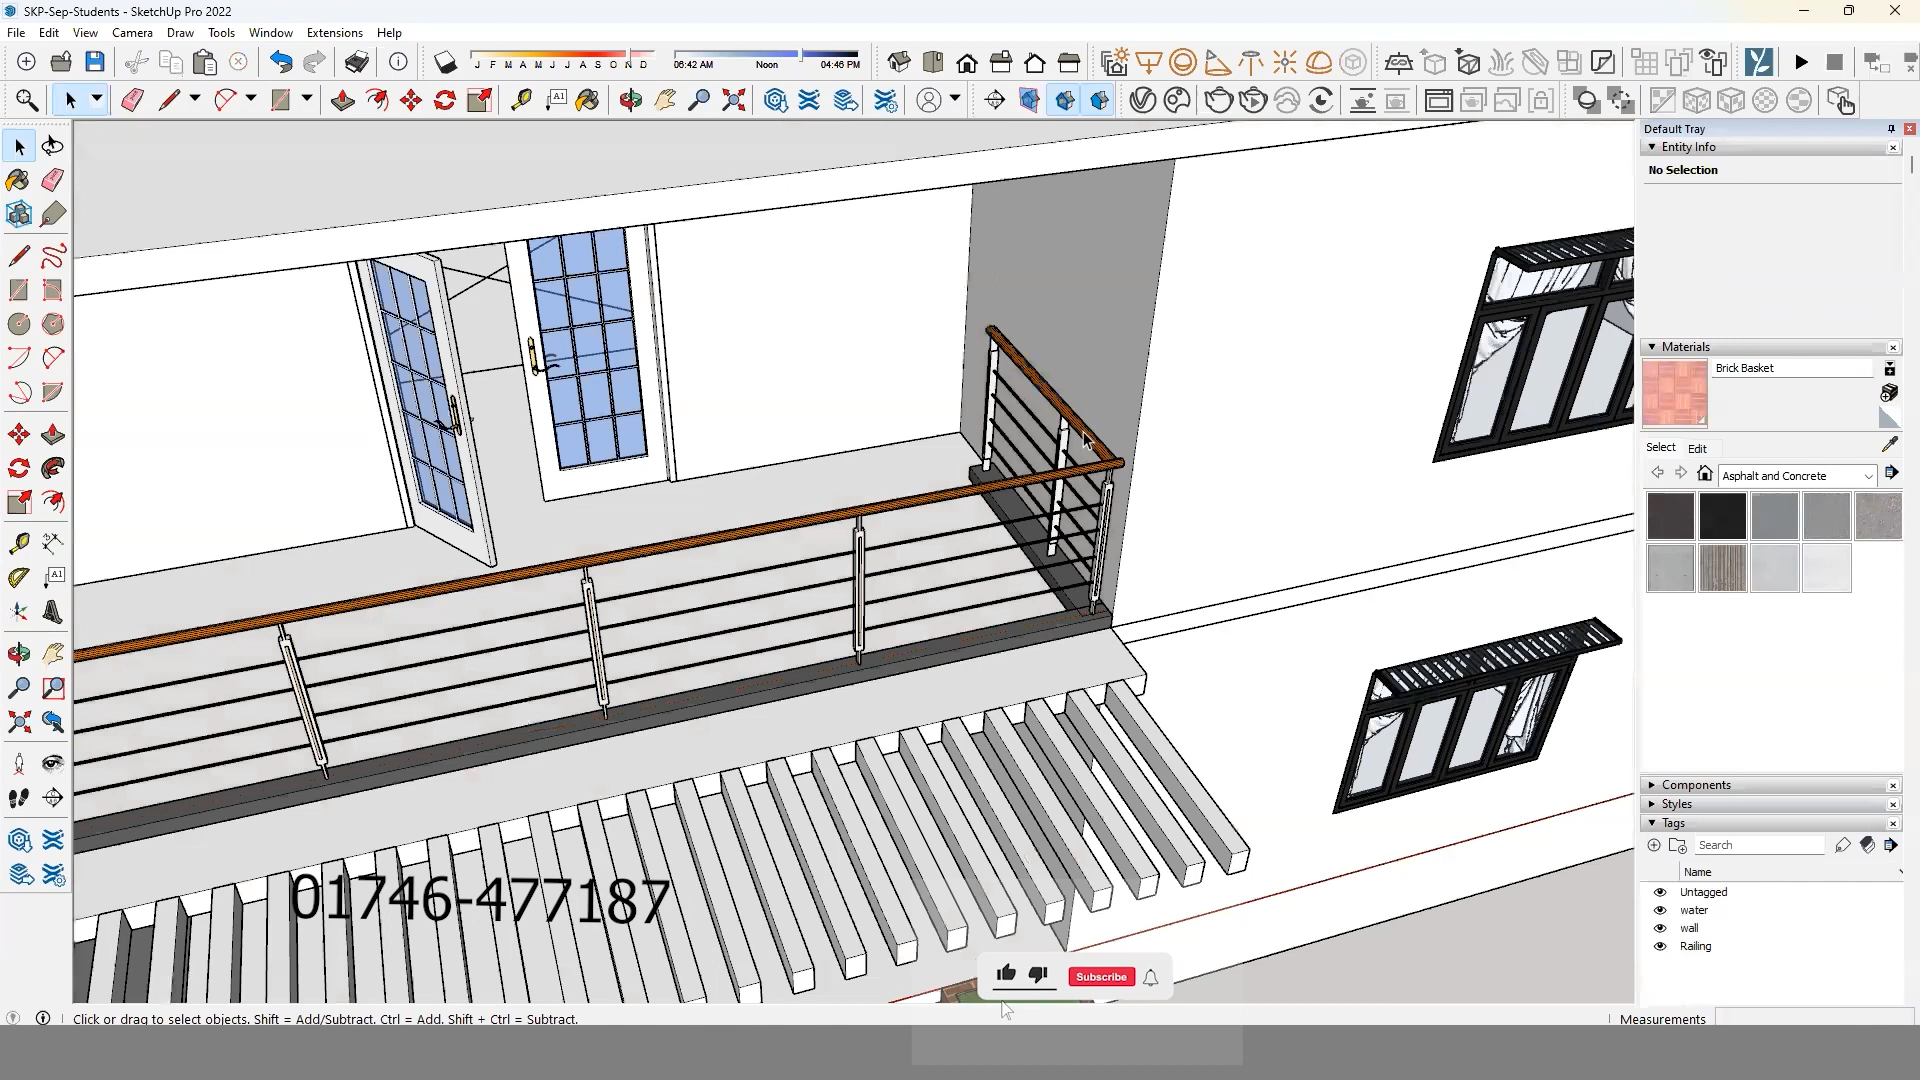 SKP-Sep-Students - SketchUp Pro 2022
File Edit View Camera Draw Tools Window Extensions Help
J F M A M J J A S O N D
06:42 AM Noon 04:46 PM
A1
Default Tray
Entity Info
No Selection
Materials
Brick Basket
Select Edit
Asphalt and Concrete
A1
Components
Styles
Tags
Search
Name
Untagged
water
wall
Railing
01746-477187
Subscribe
Click or drag to select objects. Shift = Add/Subtract. Ctrl = Add. Shift + Ctrl = Subtract.
Measurements